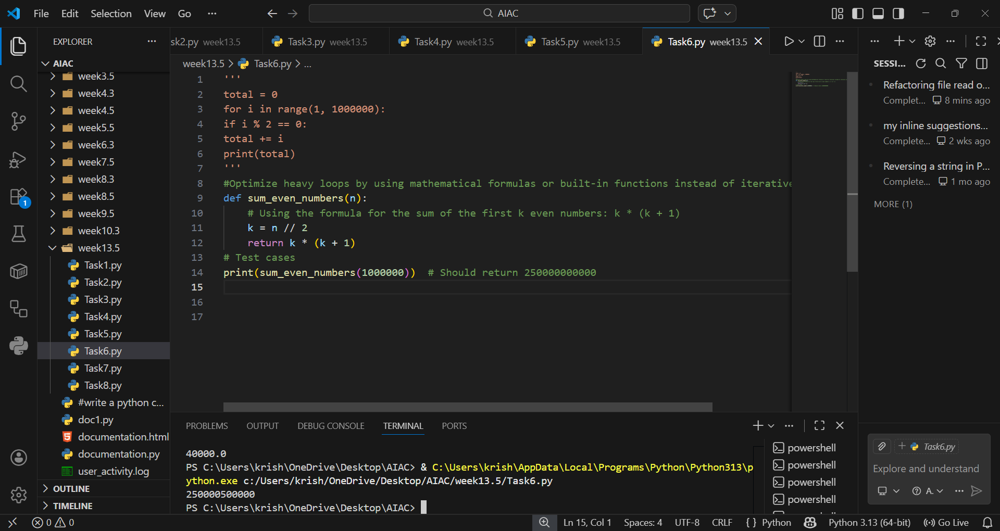 File Edit Selection View Go ···
AIAC
EXPLORER ···
AIAC
week3.5
week4.3
week4.5
week5.5
week6.3
week7.5
week8.3
week8.5
week9.5
week10.3
week13.5
Task1.py
Task2.py
Task3.py
Task4.py
Task5.py
Task6.py
Task7.py
Task8.py
#write a python c...
doc1.py
documentation.html
documentation.py
user_activity.log
OUTLINE
TIMELINE
1
sk2.py week13.5 Task3.py week13.5 Task4.py week13.5 Task5.py week13.5 Task6.py week13.5
week13.5 > Task6.py > ...
1 '''
2 total = 0
3 for i in range(1, 1000000):
4 if i % 2 == 0:
5 total += i
6 print(total)
7 '''
8 #Optimize heavy loops by using mathematical formulas or built-in functions instead of iterative
9 def sum_even_numbers(n):
10 # Using the formula for the sum of the first k even numbers: k * (k + 1)
11 k = n // 2
12 return k * (k + 1)
13 # Test cases
14 print(sum_even_numbers(1000000)) # Should return 250000000000
15
16
17
PROBLEMS OUTPUT DEBUG CONSOLE TERMINAL PORTS
40000.0
PS C:\Users\krish\OneDrive\Desktop\AIAC> & C:\Users\krish\AppData\Local\Programs\Python\Python313\p
ython.exe c:/Users/krish/OneDrive/Desktop/AIAC/week13.5/Task6.py
250000500000
PS C:\Users\krish\OneDrive\Desktop\AIAC>
powershell
powershell
powershell
powershell
SESSI...
Refactoring file read o...
Complet... 8 mins ago
my inline suggestions...
Complete... 2 wks ago
Reversing a string in P...
Complete... 1 mo ago
MORE (1)
Task6.py
Explore and understand
A.
0 0
Ln 15, Col 1 Spaces: 4 UTF-8 CRLF { } Python Python 3.13 (64-bit) Go Live